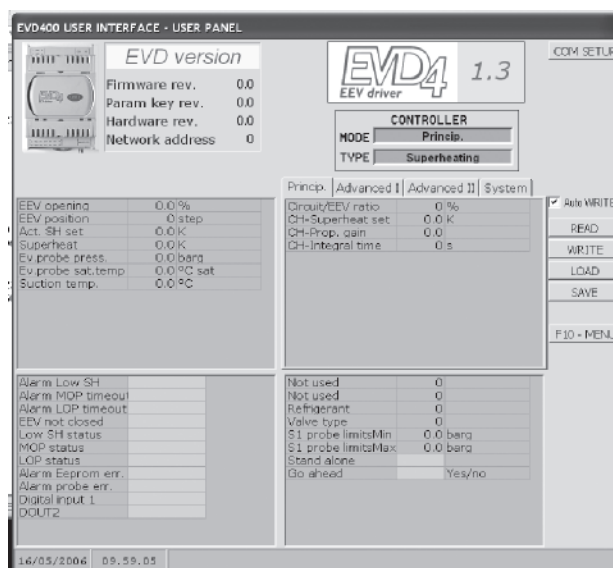 EVD400 USER INTERFACE - USER PANEL
EVD version
Firmware rev. 0.0
Param key rev. 0.0
Hardware rev. 0.0
Network address 0
EVD4
EEV driver
1.3
COM SETUP
CONTROLLER
MODE Princip.
TYPE Superheating
Princip. Advanced I Advanced II System
EEV opening 0.0 %
EEV position 0 step
Act. SH set 0.0 K
Superheat 0.0 K
Ev.probe press. 0.0 barg
Ev.probe sat.temp 0.0 °C sat
Suction temp. 0.0 °C
Circuit/EEV ratio 0 %
CH-Superheat set 0.0 K
CH-Prop. gain 0.0
CH-Integral time 0 s
Auto WRITE
READ
WRITE
LOAD
SAVE
F10 - MENU
Alarm Low SH
Alarm MOP timeout
Alarm LOP timeout
EEV not closed
Low SH status
MOP status
LOP status
Alarm Eeprom err.
Alarm probe err.
Digital input 1
DOUT2
Not used 0
Not used 0
Refrigerant 0
Valve type 0
S1 probe limitsMin 0.0 barg
S1 probe limitsMax 0.0 barg
Stand alone
Go ahead Yes/no
16/05/2006 09.59.05